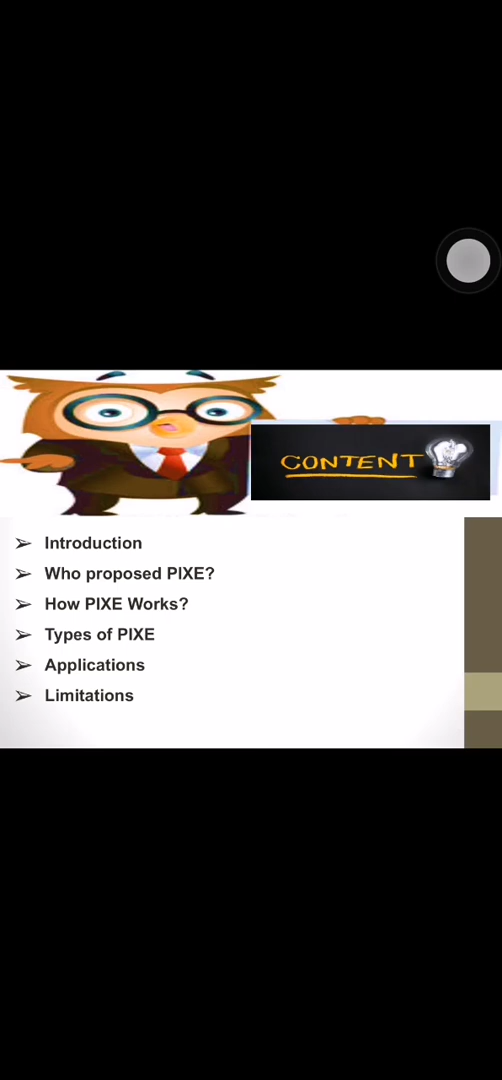 CONTENT
➢ Introduction
➢ Who proposed PIXE?
➢ How PIXE Works?
➢ Types of PIXE
➢ Applications
➢ Limitations